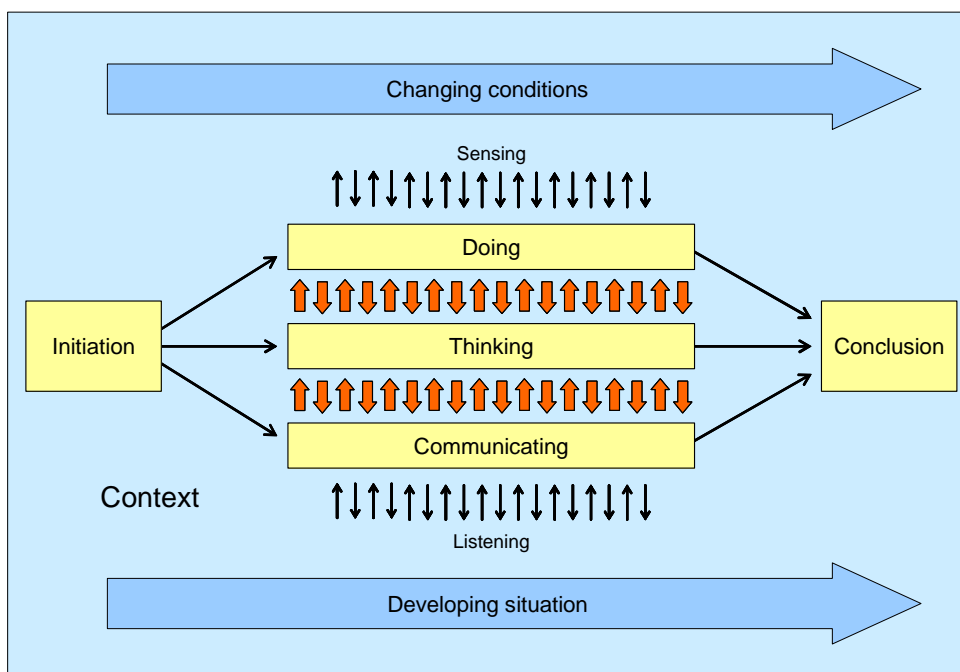 Changing conditions
Sensing
Doing
Initiation
Thinking
Conclusion
Communicating
Context
Listening
Developing situation